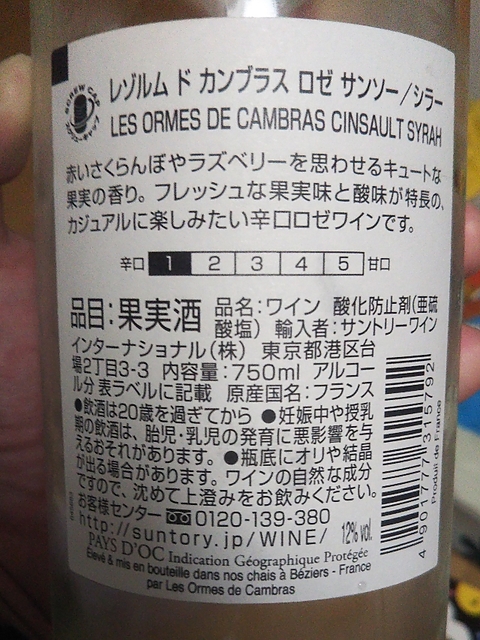 SCREW CAP
レゾルム ド カンブラス ロゼ サンソー/シラー
LES ORMES DE CAMBRAS CINSAULT SYRAH
赤いさくらんぼやラズベリーを思わせるキュートな
果実の香り。フレッシュな果実味と酸味が特長の、
カジュアルに楽しみたい辛口ロゼワインです。
辛口 1 2 3 4 5 甘口
品目:果実酒 品名:ワイン 酸化防止剤(亜硫
酸塩) 輸入者:サントリーワイン
インターナショナル(株) 東京都港区台
場2丁目3-3 内容量:750ml アルコー
ル分 表ラベルに記載 原産国名:フランス
●飲酒は20歳を過ぎてから ●妊娠中や授乳
期の飲酒は、胎児・乳児の発育に悪影響を与
えるおそれがあります。 ●瓶底にオリや結晶
が出る場合があります。ワインの自然な成分
ですので、沈めて上澄みをお飲みください。
お客様センター 0120-139-380
http://suntory.jp/WINE/ 12% vol.
PAYS D'OC Indication Géographique Protégée
Élevé & mis en bouteille dans nos chais à Béziers - France
par Les Ormes de Cambras
4 901777 315792
Produit de France